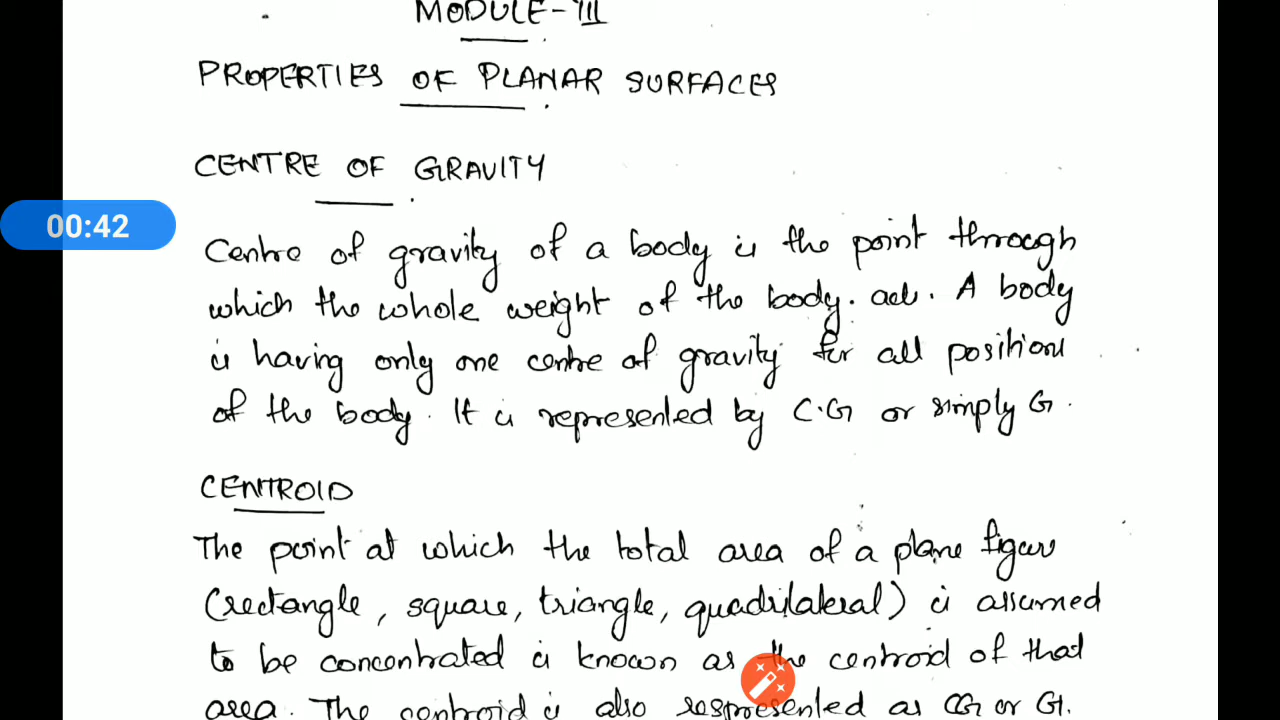 MODULE-III
PROPERTIES OF PLANAR SURFACES
CENTRE OF GRAVITY
00:42
Centre of gravity of a body is the point through
which the whole weight of the body. acts. A body
is having only one centre of gravity for all position
of the body. It is represented by C.G or simply G.
CENTROID
The point at which the total area of a plane figure
(rectangle, square, triangle, quadrilateral) is assumed
to be concentrated is known as the centroid of that
area. The centroid is also respresented as CG or G.